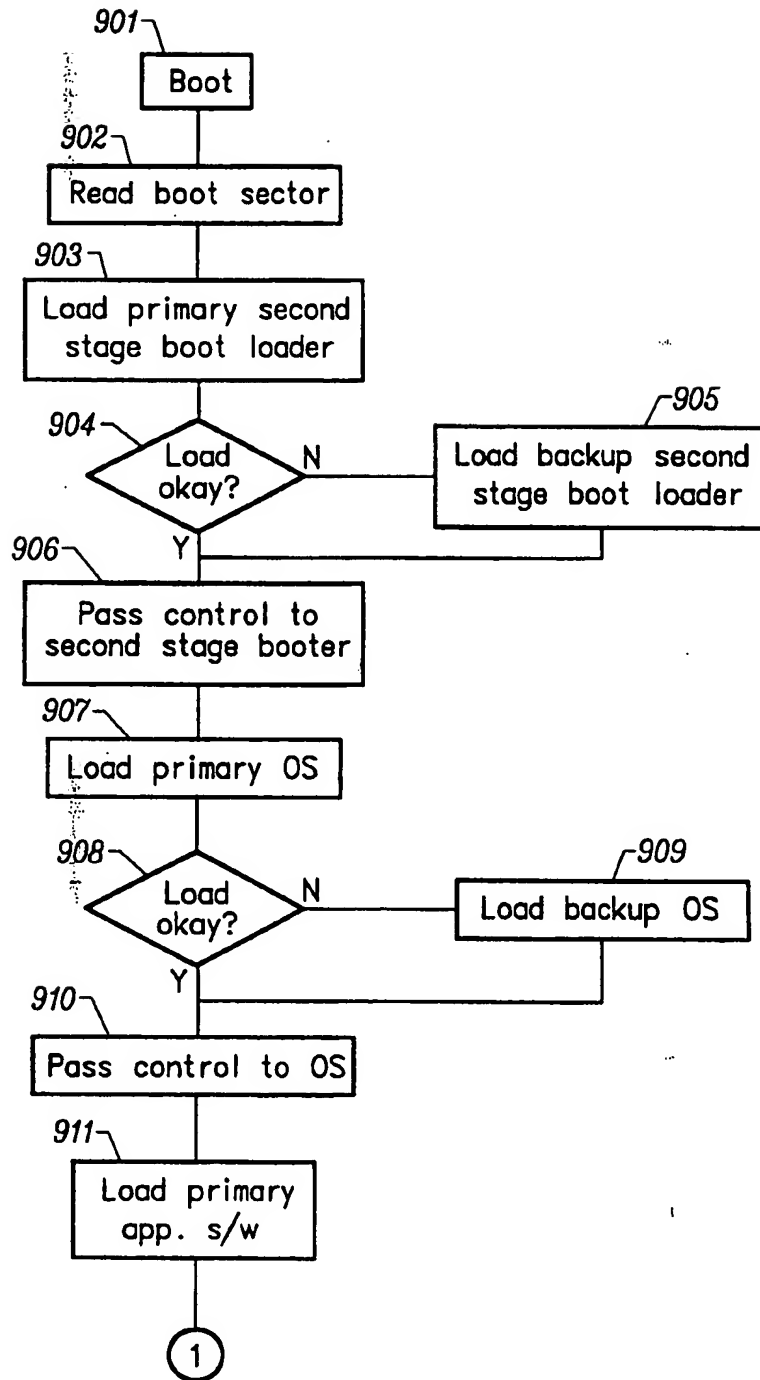 901
Boot
902
Read boot sector
903
Load primary second
stage boot loader
904
Load
okay?
N
Y
905
Load backup second
stage boot loader
906
Pass control to
second stage booter
907
Load primary OS
908
Load
okay?
N
Y
909
Load backup OS
910
Pass control to OS
911
Load primary
app. s/w
1